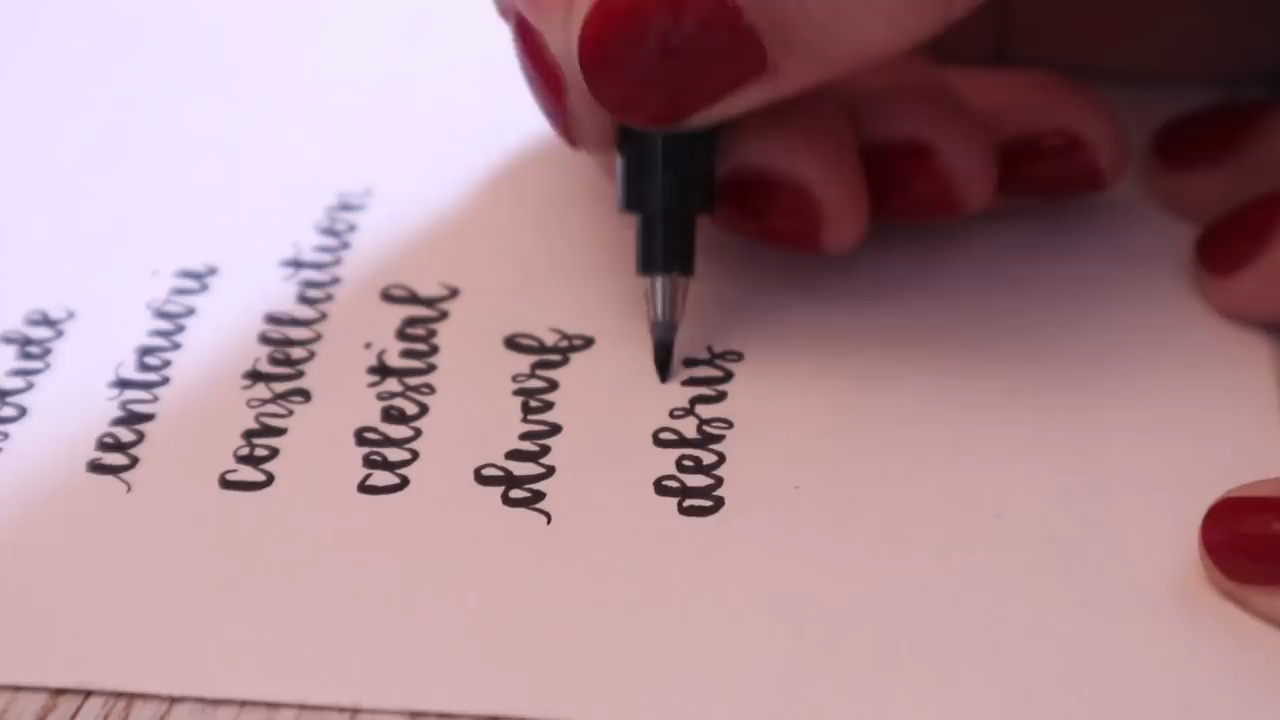 centauri
constellation
celestial
dwarf
debris